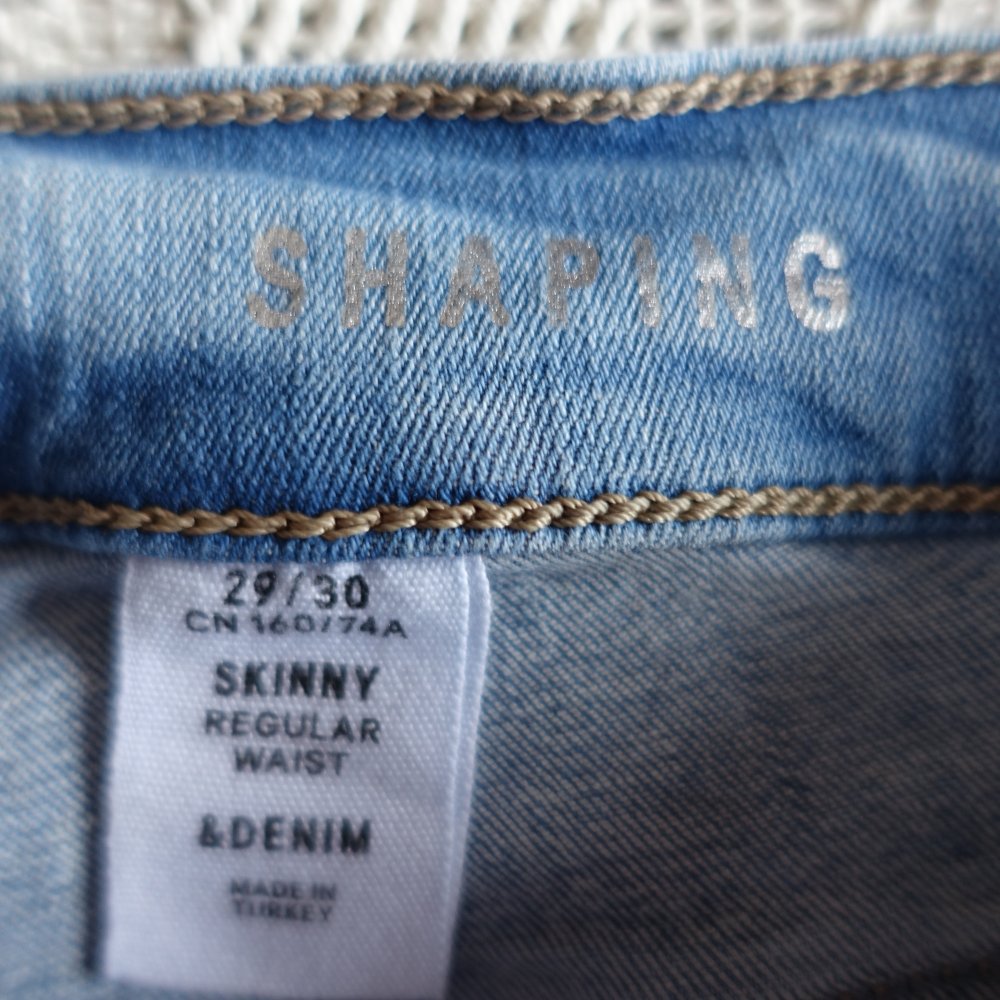 SHAPING
29/30
CN 160/74A
SKINNY
REGULAR
WAIST
&DENIM
MADE IN
TURKEY